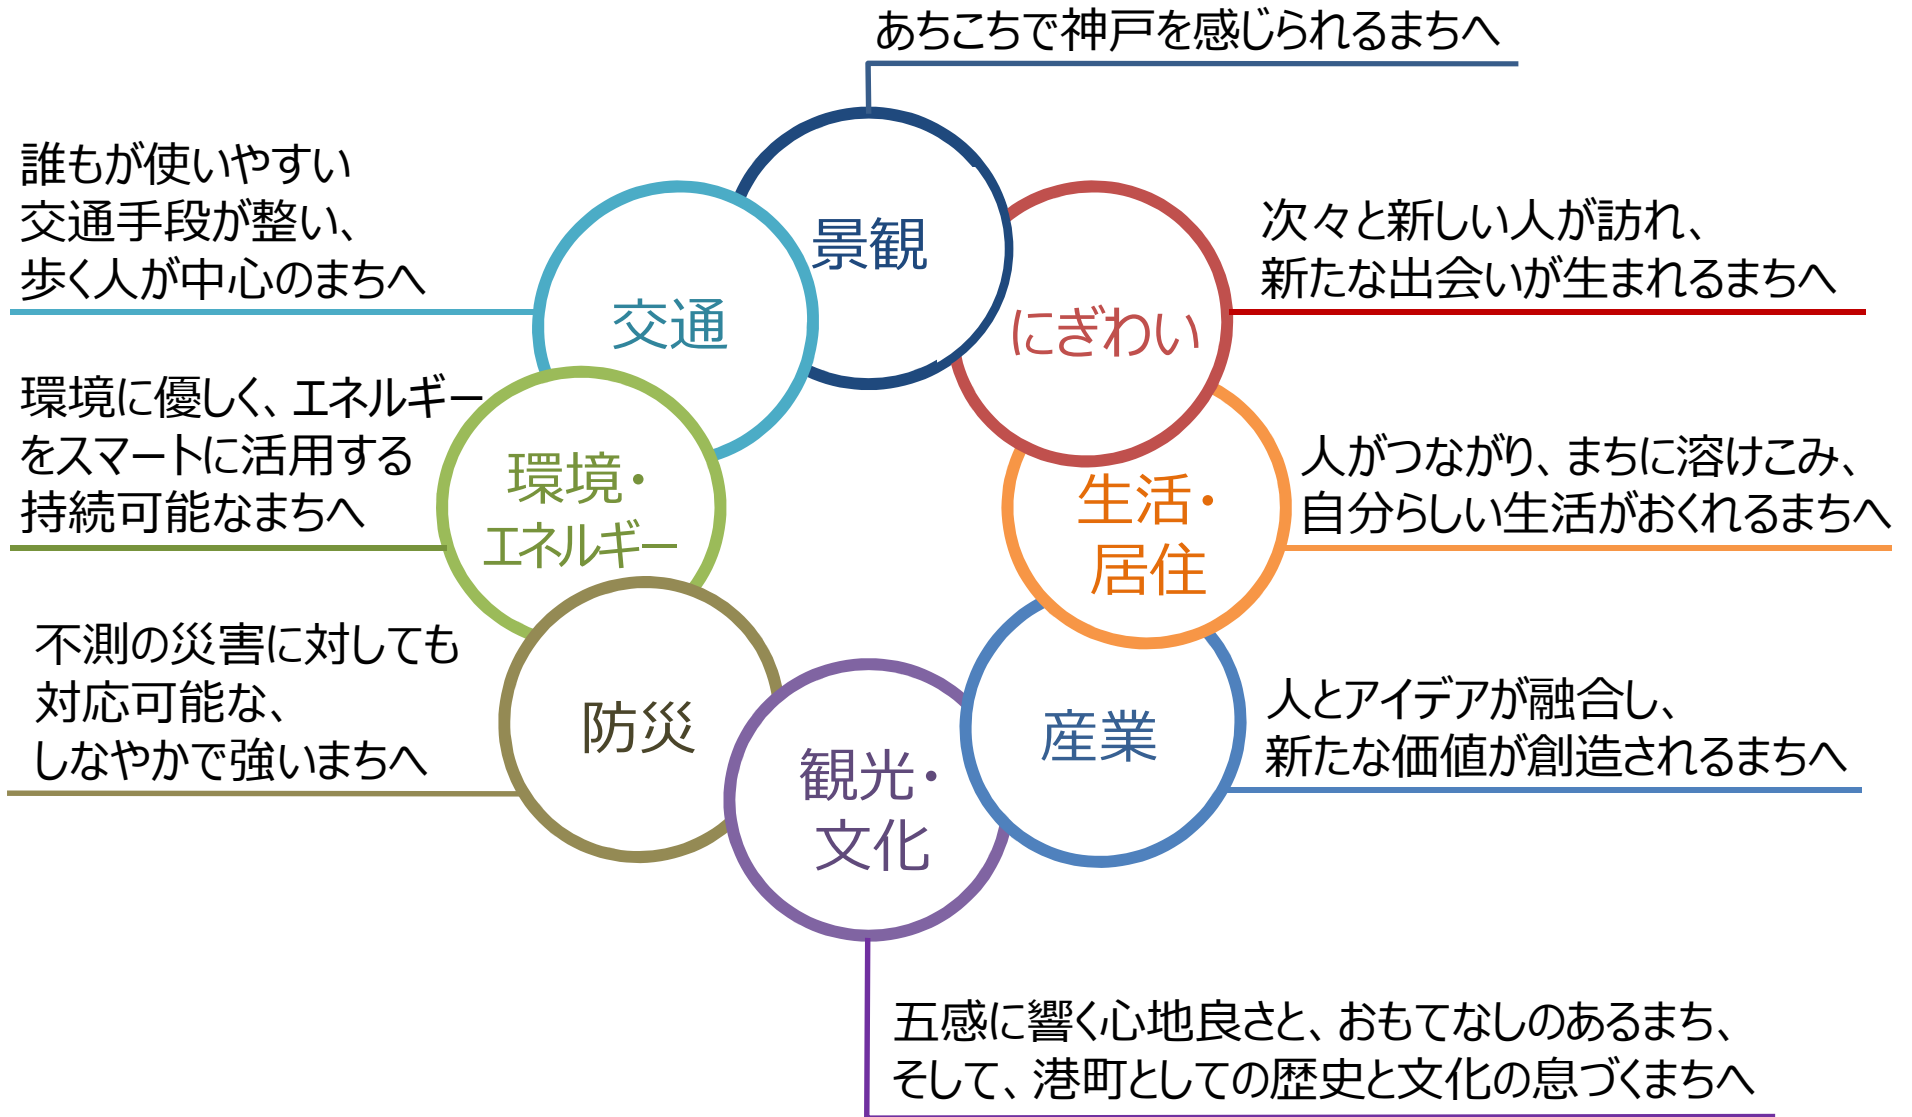 あちこちで神戸を感じられるまちへ
景観
誰もが使いやすい
交通手段が整い、
歩く人が中心のまちへ
交通
にぎわい
次々と新しい人が訪れ、
新たな出会いが生まれるまちへ
環境に優しく、エネルギー
をスマートに活用する
持続可能なまちへ
環境・
エネルギー
生活・
居住
人がつながり、まちに溶けこみ、
自分らしい生活がおくれるまちへ
不測の災害に対しても
対応可能な、
しなやかで強いまちへ
防災
産業
人とアイデアが融合し、
新たな価値が創造されるまちへ
観光・
文化
五感に響く心地良さと、おもてなしのあるまち、
そして、港町としての歴史と文化の息づくまちへ